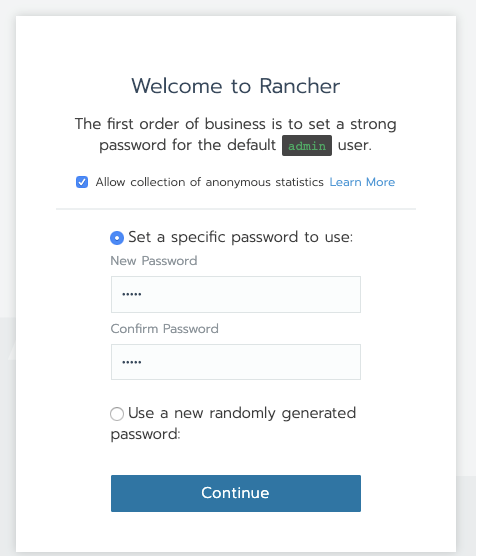 Welcome to Rancher
The first order of business is to set a strong
password for the default admin user.
Allow collection of anonymous statistics Learn More
Set a specific password to use:
New Password
•••••
Confirm Password
•••••
Use a new randomly generated
password:
Continue